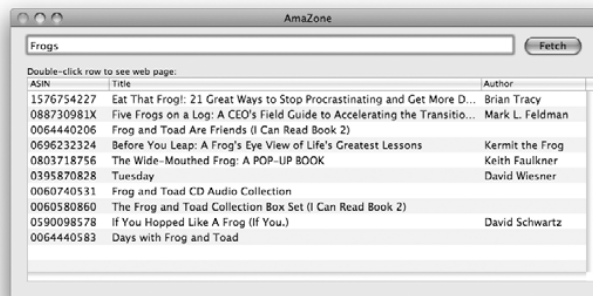 AmaZone
Frogs
Fetch
Double-click row to see web page:
ASIN Title Author
1576754227 Eat That Frog!: 21 Great Ways to Stop Procrastinating and Get More D... Brian Tracy
088730981X Five Frogs on a Log: A CEO's Field Guide to Accelerating the Transitio... Mark L. Feldman
0064440206 Frog and Toad Are Friends (I Can Read Book 2)
0696232324 Before You Leap: A Frog's Eye View of Life's Greatest Lessons Kermit the Frog
0803718756 The Wide-Mouthed Frog: A POP-UP BOOK Keith Faulkner
0395870828 Tuesday David Wiesner
0060740531 Frog and Toad CD Audio Collection
0060580860 The Frog and Toad Collection Box Set (I Can Read Book 2)
0590098578 If You Hopped Like A Frog (If You.) David Schwartz
0064440583 Days with Frog and Toad